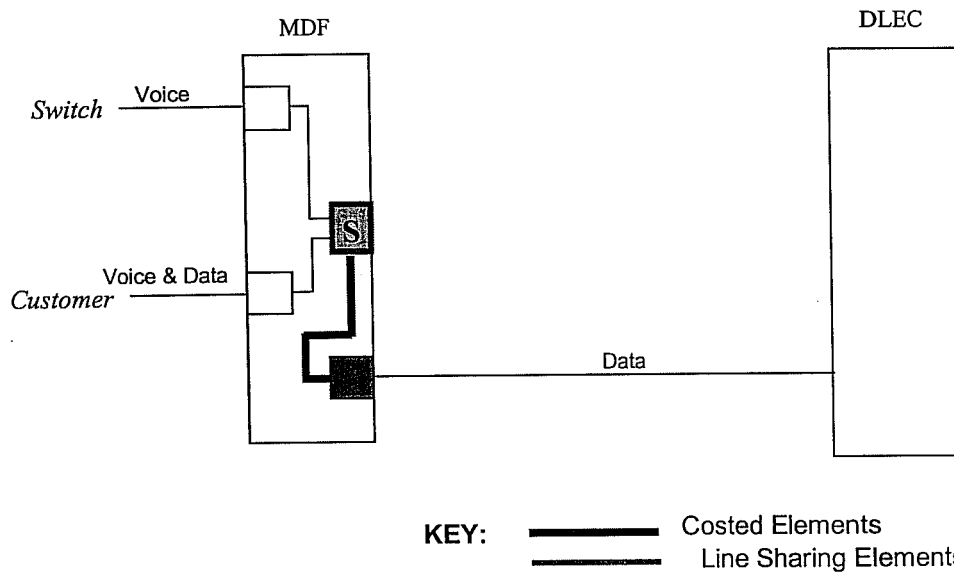 MDF
DLEC
Switch
Voice
S
Customer
Voice & Data
Data
KEY:
Costed Elements
Line Sharing Elements